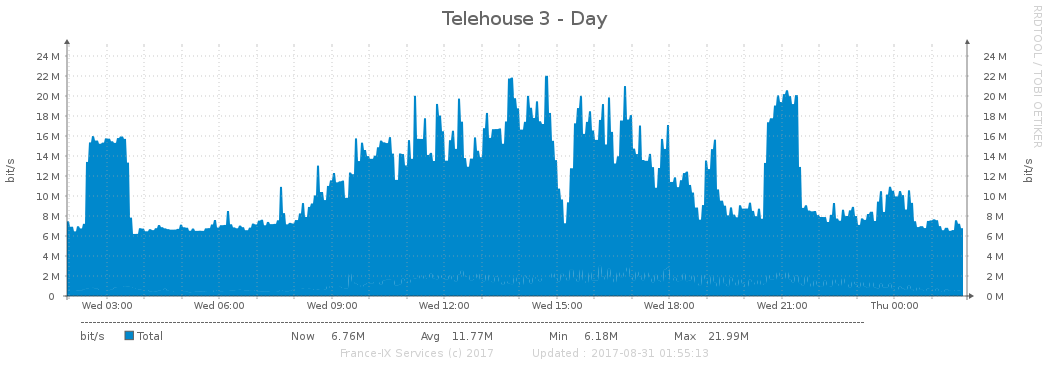 Telehouse 3 - Day
RRDTOOL / TOBI OETIKER
24 M 24 M
22 M 22 M
20 M 20 M
18 M 18 M
16 M 16 M
14 M 14 M
12 M 12 M
10 M 10 M
8 M 8 M
6 M 6 M
4 M 4 M
2 M 2 M
0 0 M
bit/s bit/s
Wed 03:00 Wed 06:00 Wed 09:00 Wed 12:00 Wed 15:00 Wed 18:00 Wed 21:00 Thu 00:00
bit/s Total Now 6.76M Avg 11.77M Min 6.18M Max 21.99M
France-IX Services (c) 2017 Updated : 2017-08-31 01:55:13